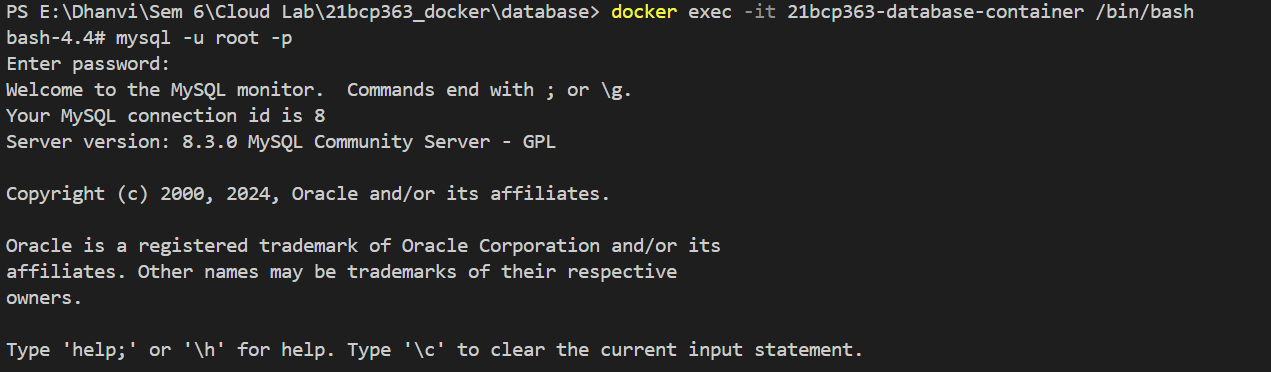 PS E:\Dhanvi\Sem 6\Cloud Lab\21bcp363_docker\database> docker exec -it 21bcp363-database-container /bin/bash
bash-4.4# mysql -u root -p
Enter password:
Welcome to the MySQL monitor.  Commands end with ; or \g.
Your MySQL connection id is 8
Server version: 8.3.0 MySQL Community Server - GPL

Copyright (c) 2000, 2024, Oracle and/or its affiliates.

Oracle is a registered trademark of Oracle Corporation and/or its
affiliates. Other names may be trademarks of their respective
owners.

Type 'help;' or '\h' for help. Type '\c' to clear the current input statement.